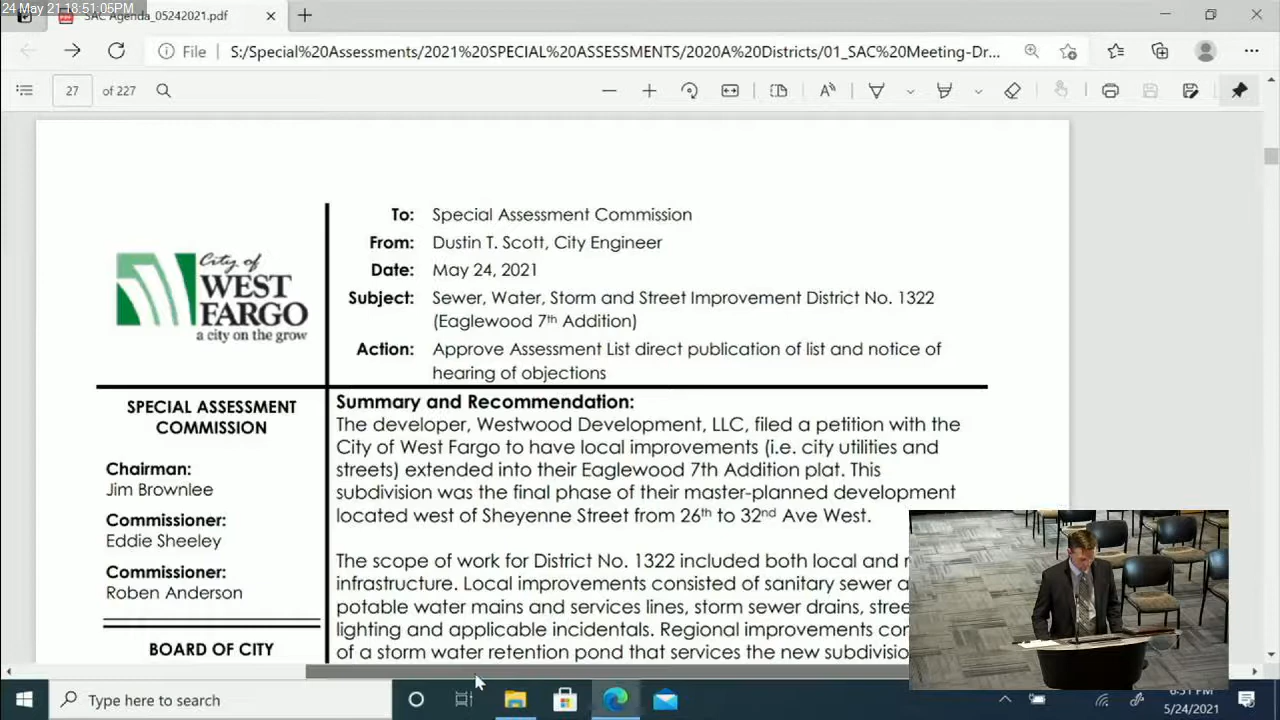 24 May 21 18:51:06PM
SAC Agenda_05242021.pdf
File
S:/Special%20Assessments/2021%20SPECIAL%20ASSESSMENTS/2020A%20Districts/01_SAC%20Meeting-Dr...
27
of 227
To: Special Assessment Commission
From: Dustin T. Scott, City Engineer
Date: May 24, 2021
Subject: Sewer, Water, Storm and Street Improvement District No. 1322
(Eaglewood 7th Addition)
Action: Approve Assessment List direct publication of list and notice of
hearing of objections
City of
WEST
FARGO
a city on the grow
SPECIAL ASSESSMENT
COMMISSION
Chairman:
Jim Brownlee
Commissioner:
Eddie Sheeley
Commissioner:
Roben Anderson
BOARD OF CITY
Summary and Recommendation:
The developer, Westwood Development, LLC, filed a petition with the
City of West Fargo to have local improvements (i.e. city utilities and
streets) extended into their Eaglewood 7th Addition plat. This
subdivision was the final phase of their master-planned development
located west of Sheyenne Street from 26th to 32nd Ave West.
The scope of work for District No. 1322 included both local and
infrastructure. Local improvements consisted of sanitary sewer
potable water mains and services lines, storm sewer drains,
lighting and applicable incidentals. Regional improvements
of a storm water retention pond that services the new
Type here to search
5/24/2021